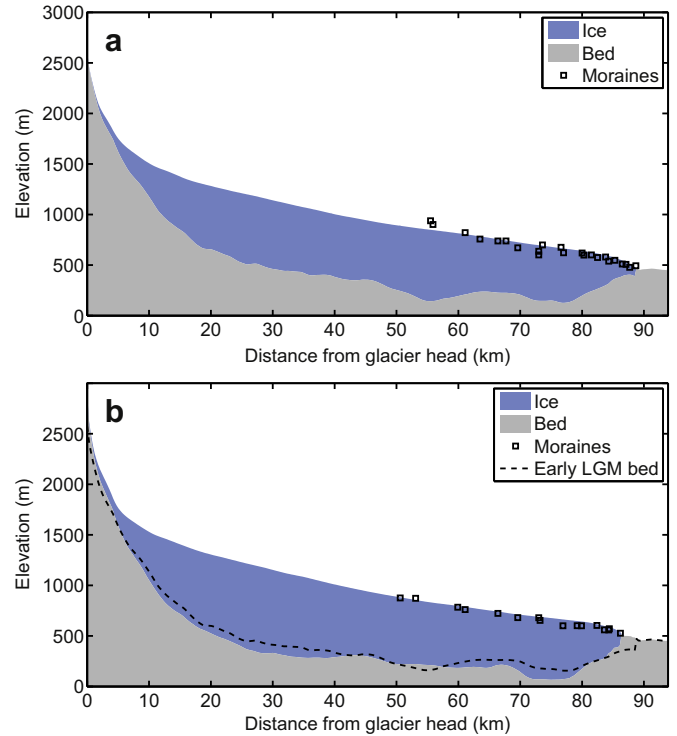 a
Ice
Bed
Moraines
3000
2500
2000
1500
1000
500
0
Elevation (m)
0 10 20 30 40 50 60 70 80 90
Distance from glacier head (km)
b
Ice
Bed
Moraines
Early LGM bed
2500
2000
1500
1000
500
0
Elevation (m)
0 10 20 30 40 50 60 70 80 90
Distance from glacier head (km)